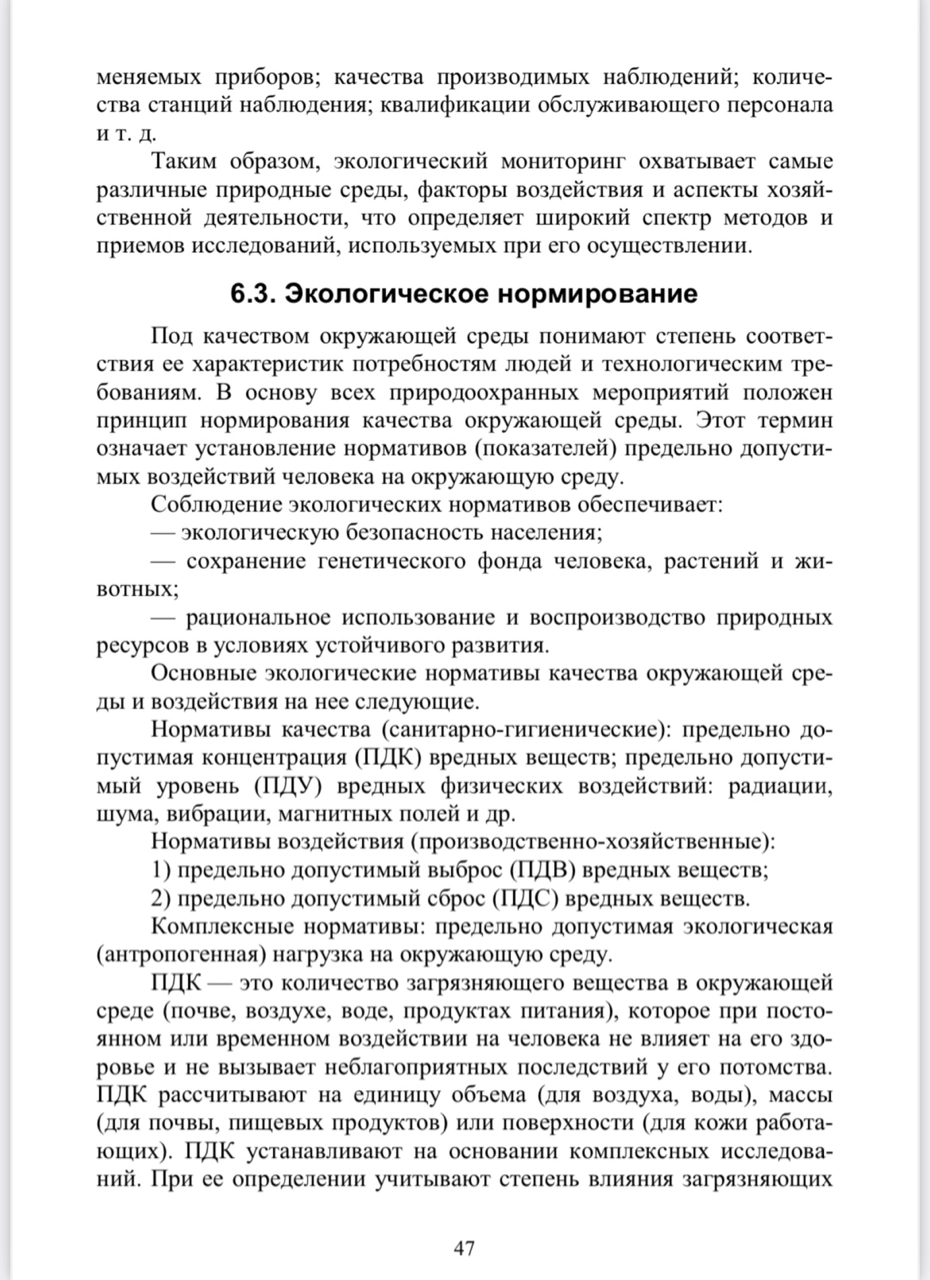 меняемых приборов; качества производимых наблюдений; количе-
ства станций наблюдения; квалификации обслуживающего персонала
и т. д.
Таким образом, экологический мониторинг охватывает самые
различные природные среды, факторы воздействия и аспекты хозяй-
ственной деятельности, что определяет широкий спектр методов и
приемов исследований, используемых при его осуществлении.
6.3. Экологическое нормирование
Под качеством окружающей среды понимают степень соответ-
ствия ее характеристик потребностям людей и технологическим тре-
бованиям. В основу всех природоохранных мероприятий положен
принцип нормирования качества окружающей среды. Этот термин
означает установление нормативов (показателей) предельно допусти-
мых воздействий человека на окружающую среду.
Соблюдение экологических нормативов обеспечивает:
— экологическую безопасность населения;
— сохранение генетического фонда человека, растений и жи-
вотных;
— рациональное использование и воспроизводство природных
ресурсов в условиях устойчивого развития.
Основные экологические нормативы качества окружающей сре-
ды и воздействия на нее следующие.
Нормативы качества (санитарно-гигиенические): предельно до-
пустимая концентрация (ПДК) вредных веществ; предельно допусти-
мый уровень (ПДУ) вредных физических воздействий: радиации,
шума, вибрации, магнитных полей и др.
Нормативы воздействия (производственно-хозяйственные):
1) предельно допустимый выброс (ПДВ) вредных веществ;
2) предельно допустимый сброс (ПДС) вредных веществ.
Комплексные нормативы: предельно допустимая экологическая
(антропогенная) нагрузка на окружающую среду.
ПДК — это количество загрязняющего вещества в окружающей
среде (почве, воздухе, воде, продуктах питания), которое при посто-
янном или временном воздействии на человека не влияет на его здо-
ровье и не вызывает неблагоприятных последствий у его потомства.
ПДК рассчитывают на единицу объема (для воздуха, воды), массы
(для почвы, пищевых продуктов) или поверхности (для кожи работа-
ющих). ПДК устанавливают на основании комплексных исследова-
ний. При ее определении учитывают степень влияния загрязняющих
47